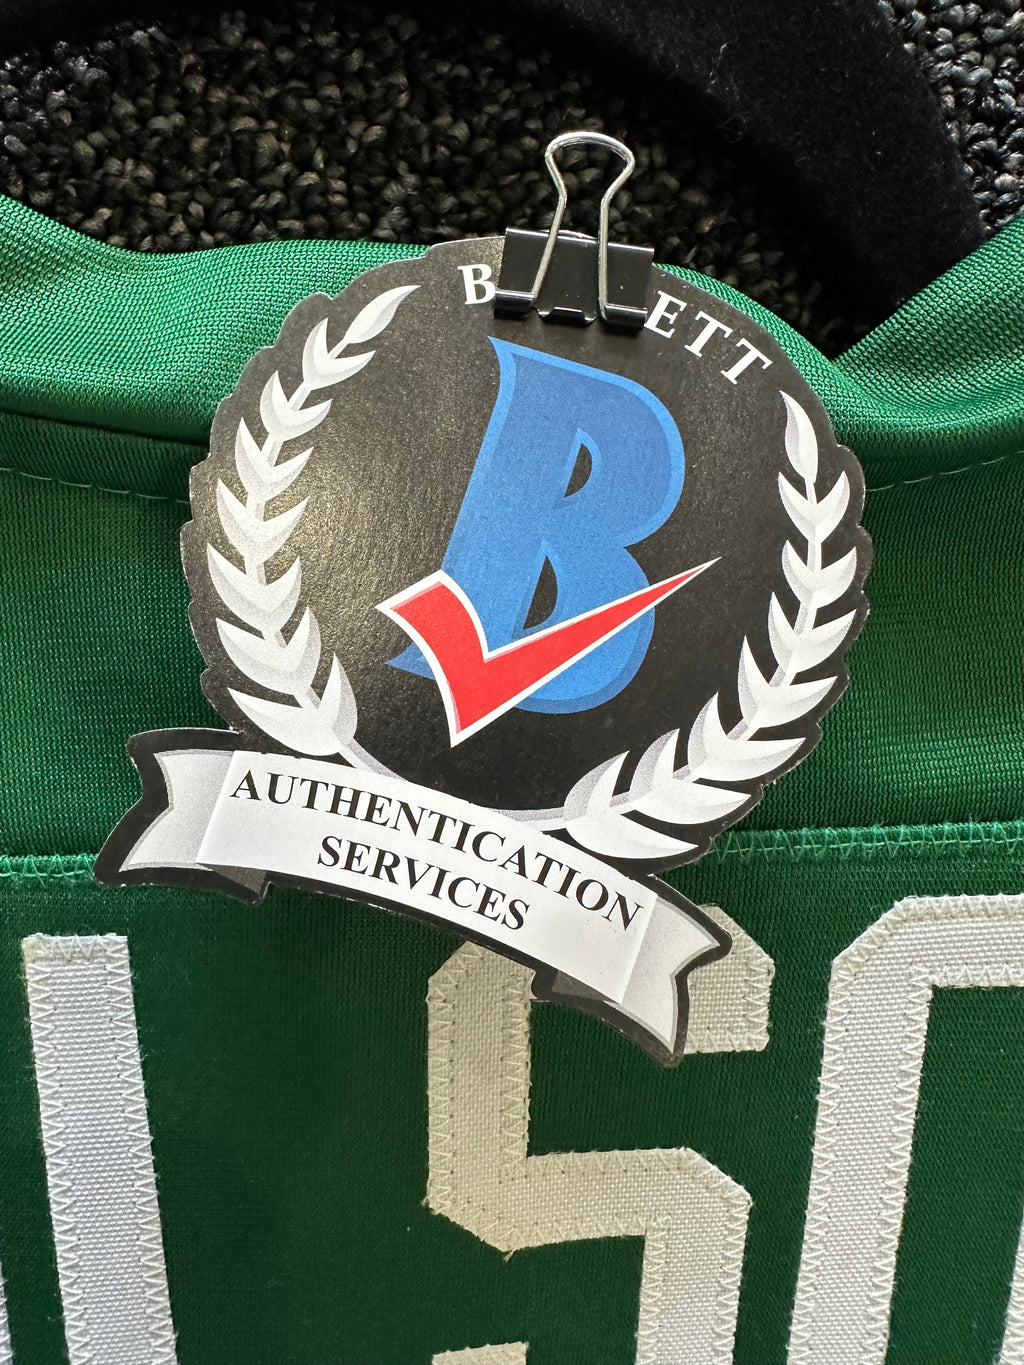 B ETT
B
AUTHENTICATION
SERVICES
S